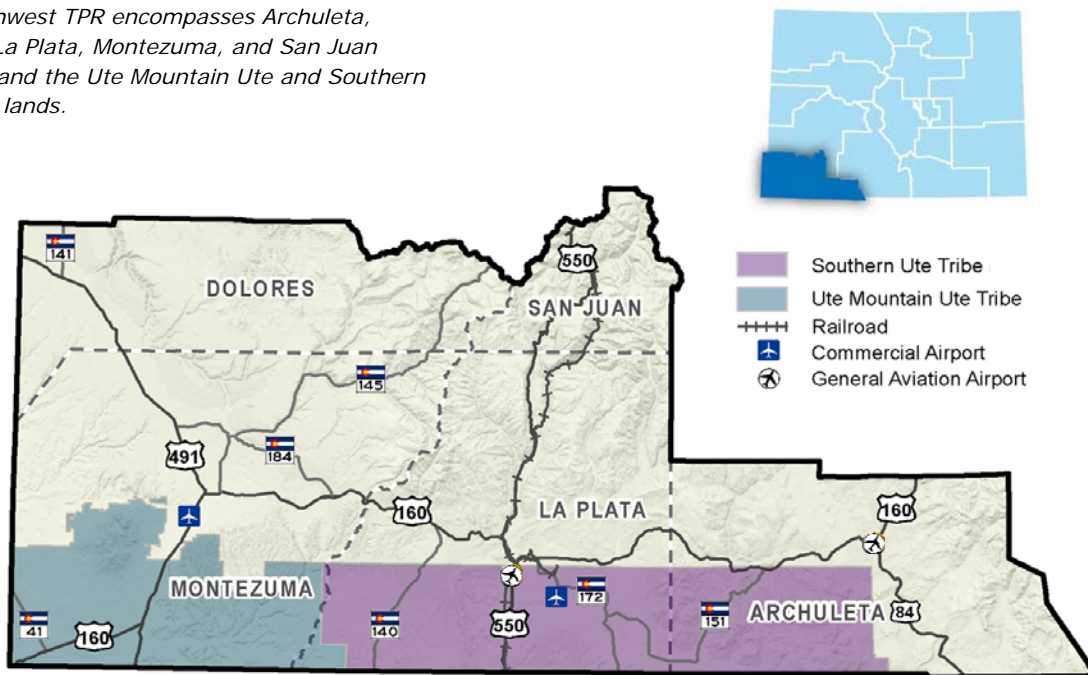 nwest TPR encompasses Archuleta,
La Plata, Montezuma, and San Juan
and the Ute Mountain Ute and Southern
lands.
Southern Ute Tribe
Ute Mountain Ute Tribe
Railroad
Commercial Airport
General Aviation Airport
141
550
DOLORES
SAN JUAN
145
491
184
160
LA PLATA
160
MONTEZUMA
172
ARCHULETA
151
84
41
160
140
550